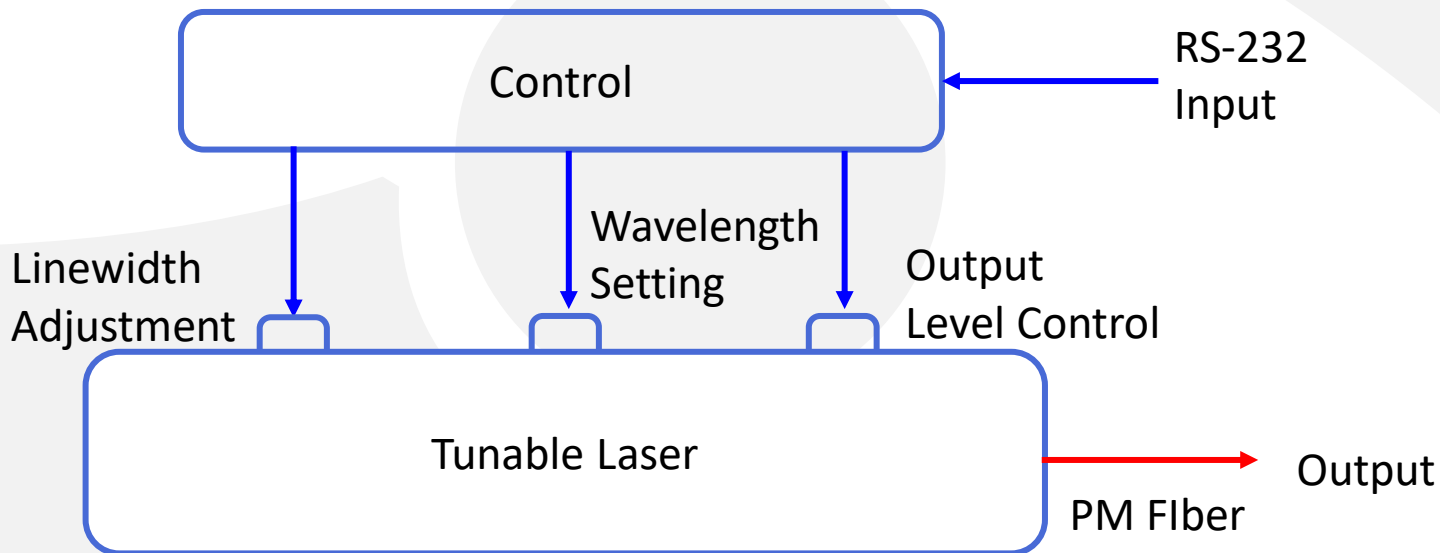 Control
RS-232
Input
Linewidth
Adjustment
Wavelength
Setting
Output
Level Control
Tunable Laser
Output
PM FIber